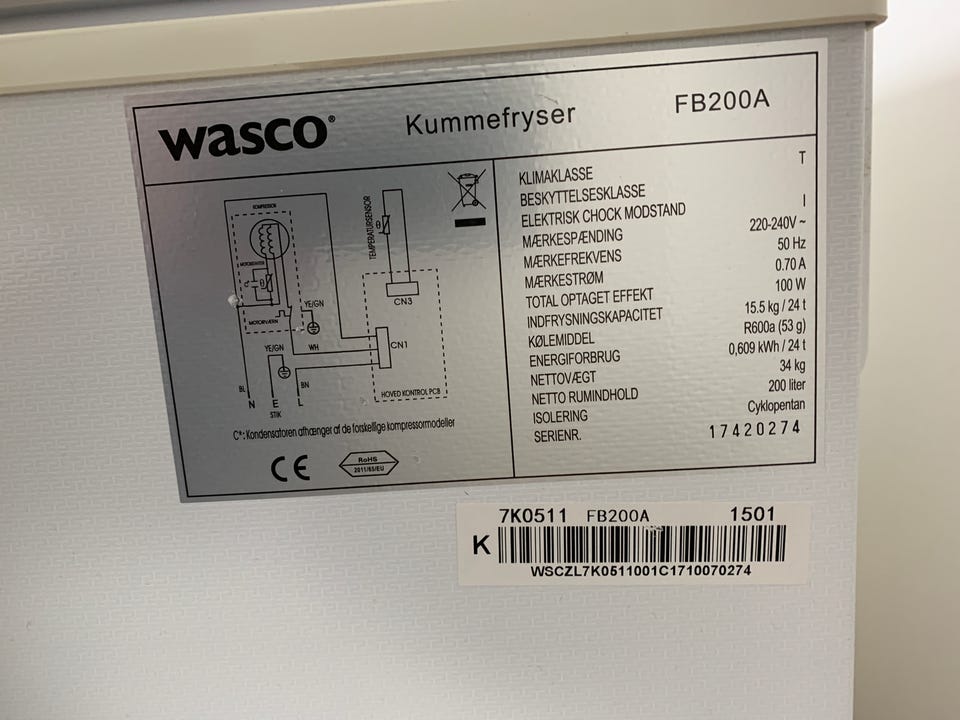 wasco® Kummefryser FB200A
KOMPRESSOR
MOTORSTARTER
C*
θ
MOTORVÆRN
YE/GN
YE/GN
WH
BL
BN
N E L
STIK
TEMPERATURSENSOR
θ
CN3
CN1
HOVED KONTROL PCB
C*: Kondensatoren afhænger af de forskellige kompressormodeller
CE
RoHS
2011/65/EU
KLIMAKLASSE T
BESKYTTELSESKLASSE
ELEKTRISK CHOCK MODSTAND I
MÆRKESPÆNDING 220-240V ~
MÆRKEFREKVENS 50 Hz
MÆRKESTRØM 0.70 A
TOTAL OPTAGET EFFEKT 100 W
INDFRYSNINGSKAPACITET 15.5 kg / 24 t
KØLEMIDDEL R600a (53 g)
ENERGIFORBRUG 0,609 kWh / 24 t
NETTOVÆGT 34 kg
NETTO RUMINDHOLD 200 liter
ISOLERING Cyklopentan
SERIENR. 17420274
7K0511 FB200A 1501
K
WSCZL7K0511001C1710070274